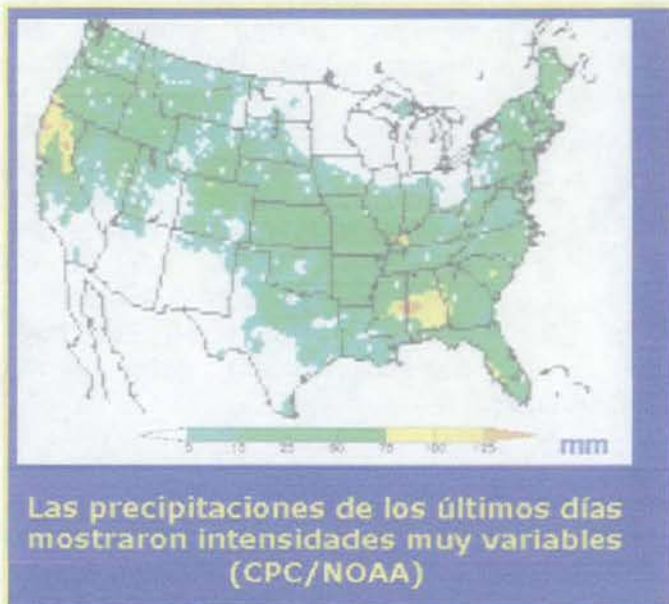 5 10 25 50 75 100 125
mm
Las precipitaciones de los últimos días
mostraron intensidades muy variables
(CPC/NOAA)